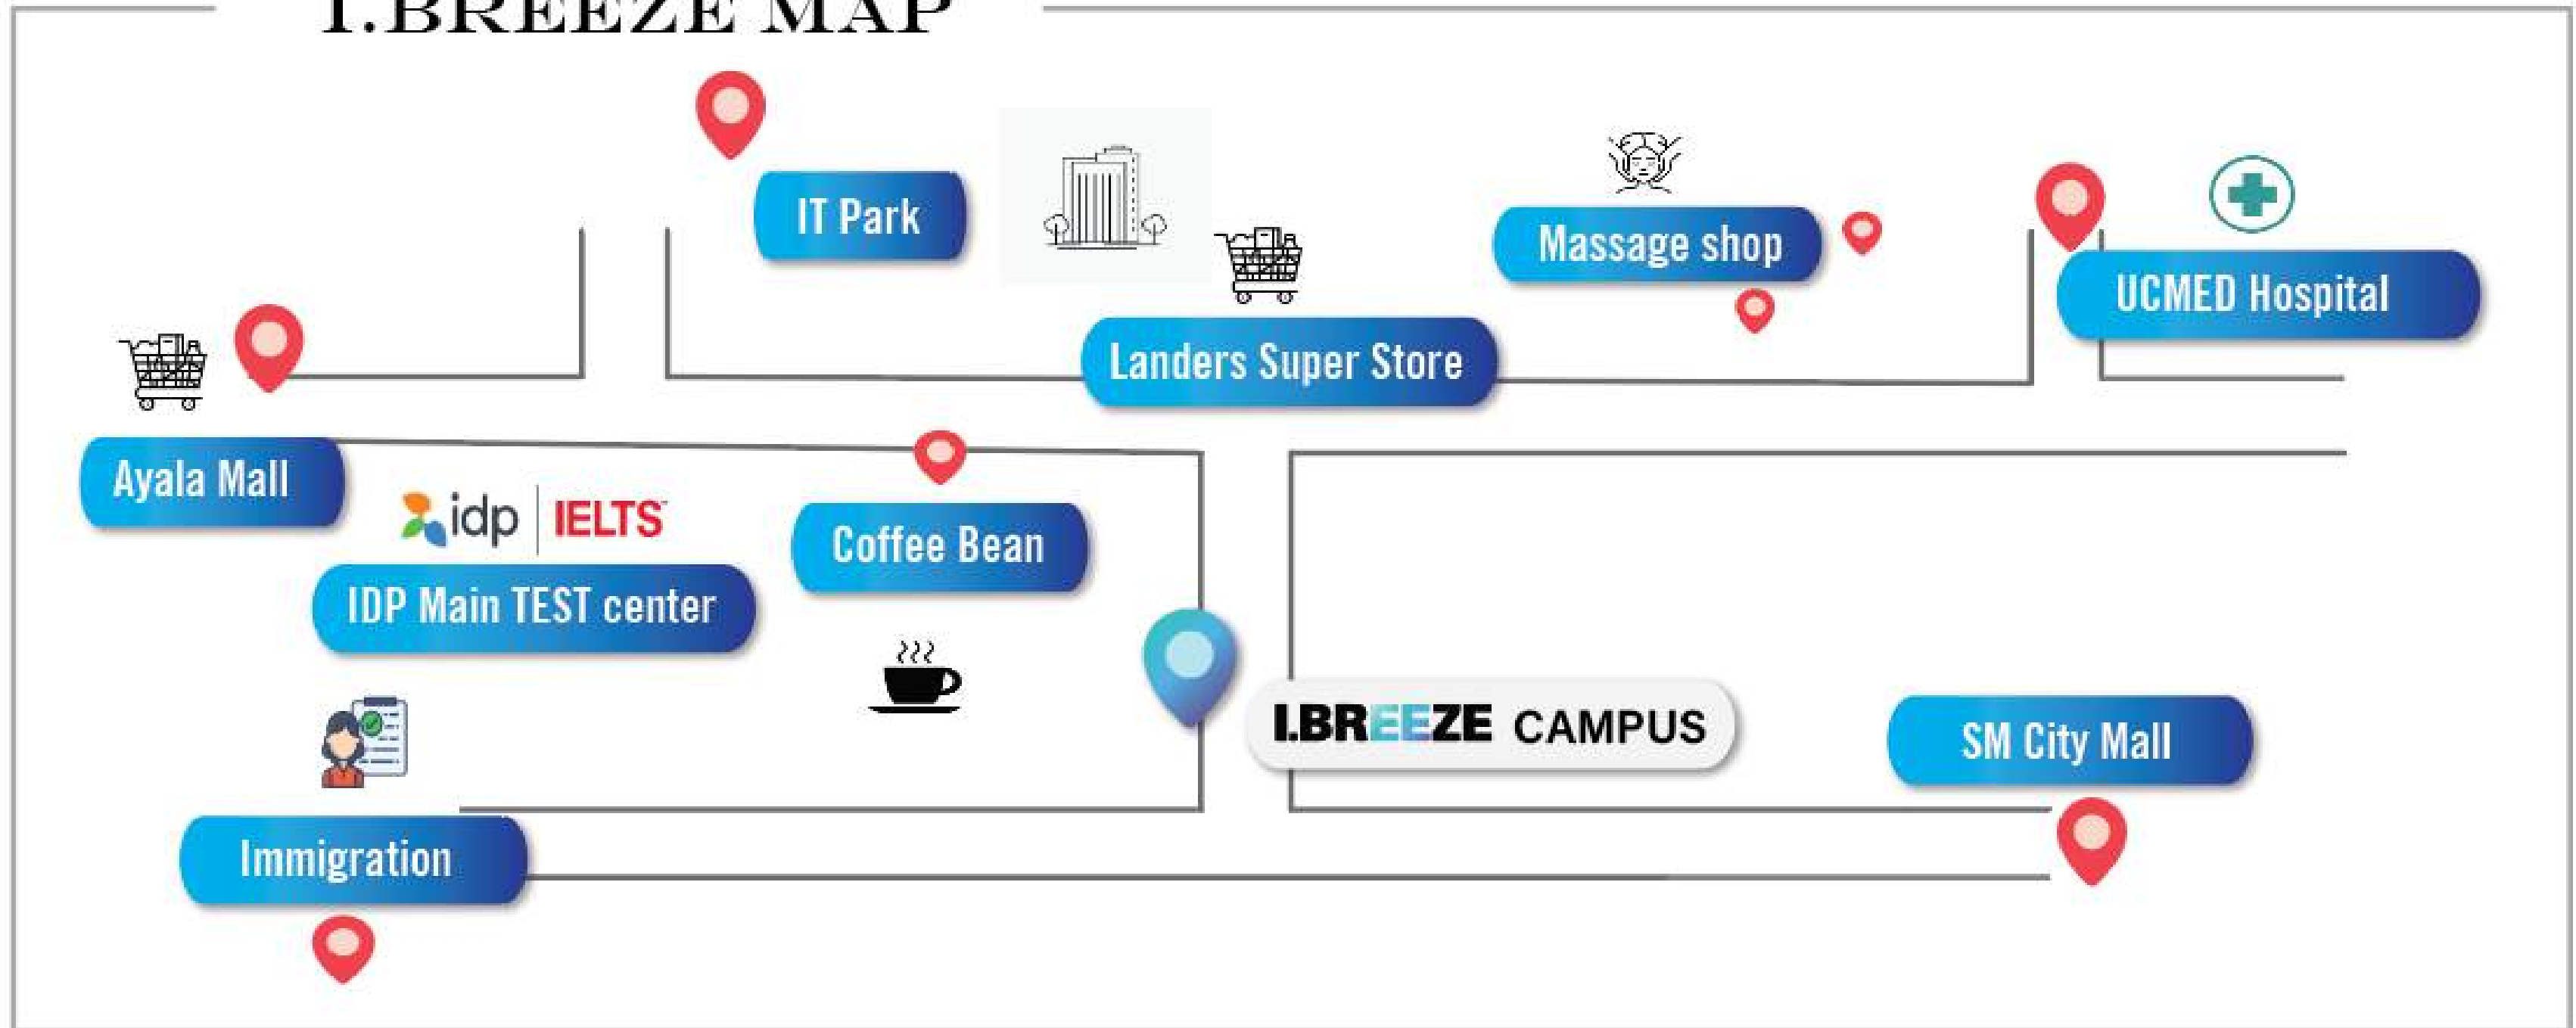 I.BREEZE MAP
IT Park
Massage shop
UCMED Hospital
Landers Super Store
Ayala Mall
idp | IELTS™
Coffee Bean
IDP Main TEST center
I.BREEZE CAMPUS
SM City Mall
Immigration